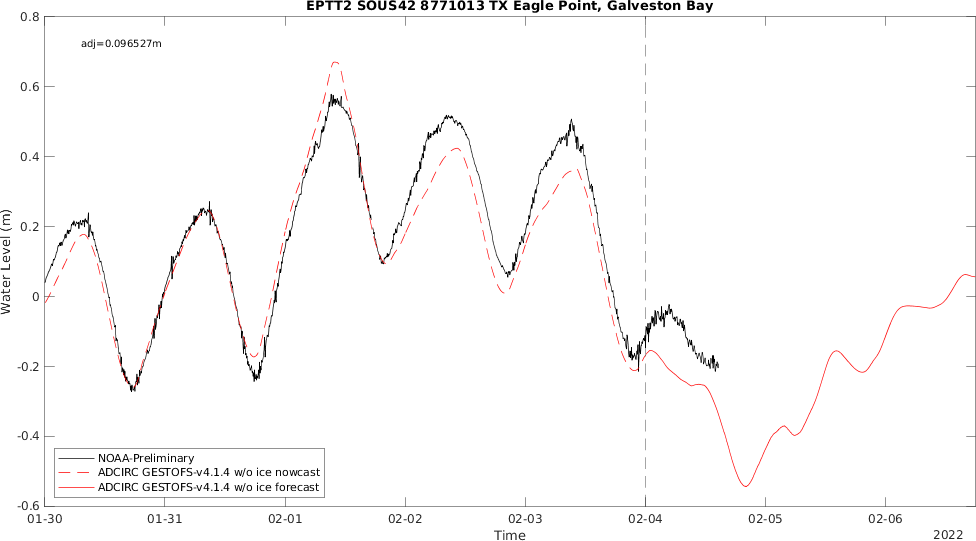 EPTT2 SOUS42 8771013 TX Eagle Point, Galveston Bay
adj=0.096527m
0.8
0.6
0.4
0.2
0
-0.2
-0.4
-0.6
Water Level (m)
NOAA-Preliminary
ADCIRC GESTOFS-v4.1.4 w/o ice nowcast
ADCIRC GESTOFS-v4.1.4 w/o ice forecast
01-30 01-31 02-01 02-02 02-03 02-04 02-05 02-06
Time
2022